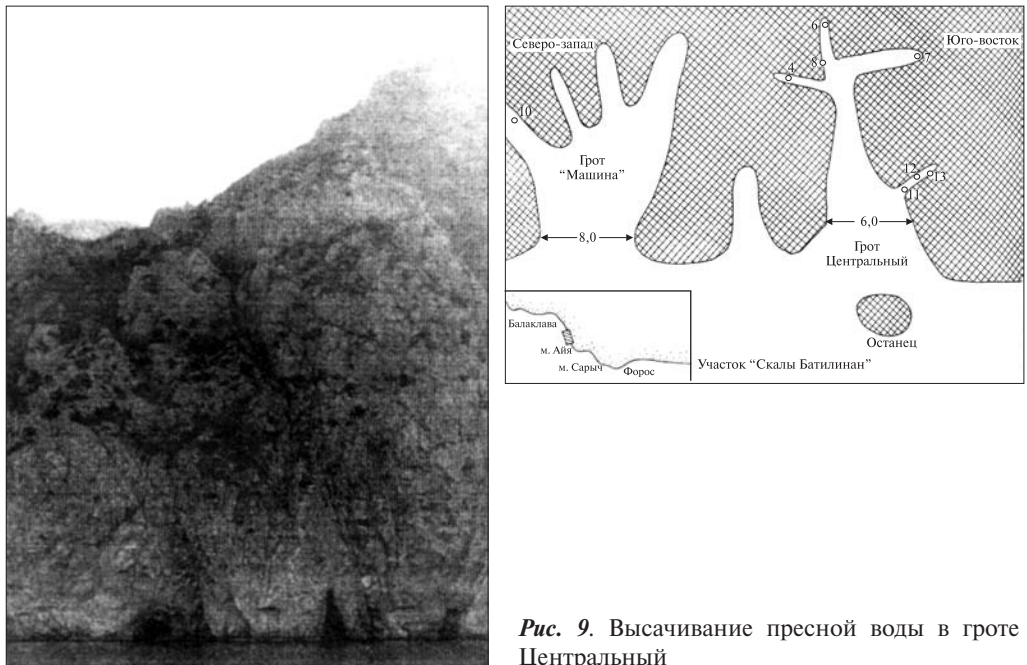 6
Северо-запад
Юго-восток
8
7
4
10
Грот
“Машина”
12
13
11
8,0
6,0
Грот
Центральный
Балаклава
м. Айя
м. Сарыч
Форос
Останец
Участок “Скалы Батилинан”
Рис. 9. Высачивание пресной воды в гроте
Центральный